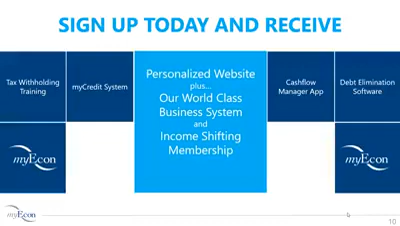 SIGN UP TODAY AND RECEIVE
Tax Withholding
Training
myCredit System
Personalized Website
plus...
Our World Class
Business System
and
Income Shifting
Membership
Cashflow
Manager App
Debt Elimination
Software
myEcon
myEcon
myEcon
10